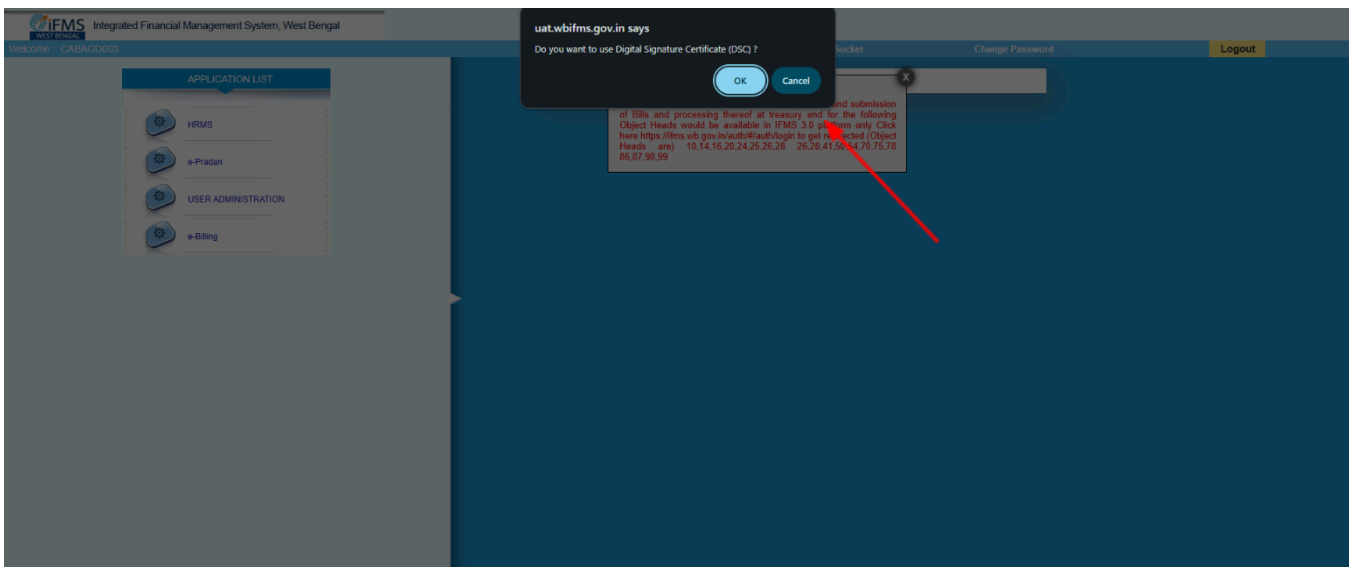 iFMS Integrated Financial Management System, West Bengal
WEST BENGAL
Welcome : CABAGD003
uat.wbifms.gov.in says
Do you want to use Digital Signature Certificate (DSC) ?
OK Cancel
Socket Change Password Logout
APPLICATION LIST
HRMS
e-Pradan
USER ADMINISTRATION
e-Billing
X
and submission
of Bills and processing thereof at treasury end for the following
Object Heads would be available in IFMS 3.0 platform only Click
here https://ifms.wb.gov.in/auth/#/auth/login to get redirected (Object
Heads are) 10,14,16,20,24,25,26,28 26,28,41,50,54,70,75,78
86,87,98,99